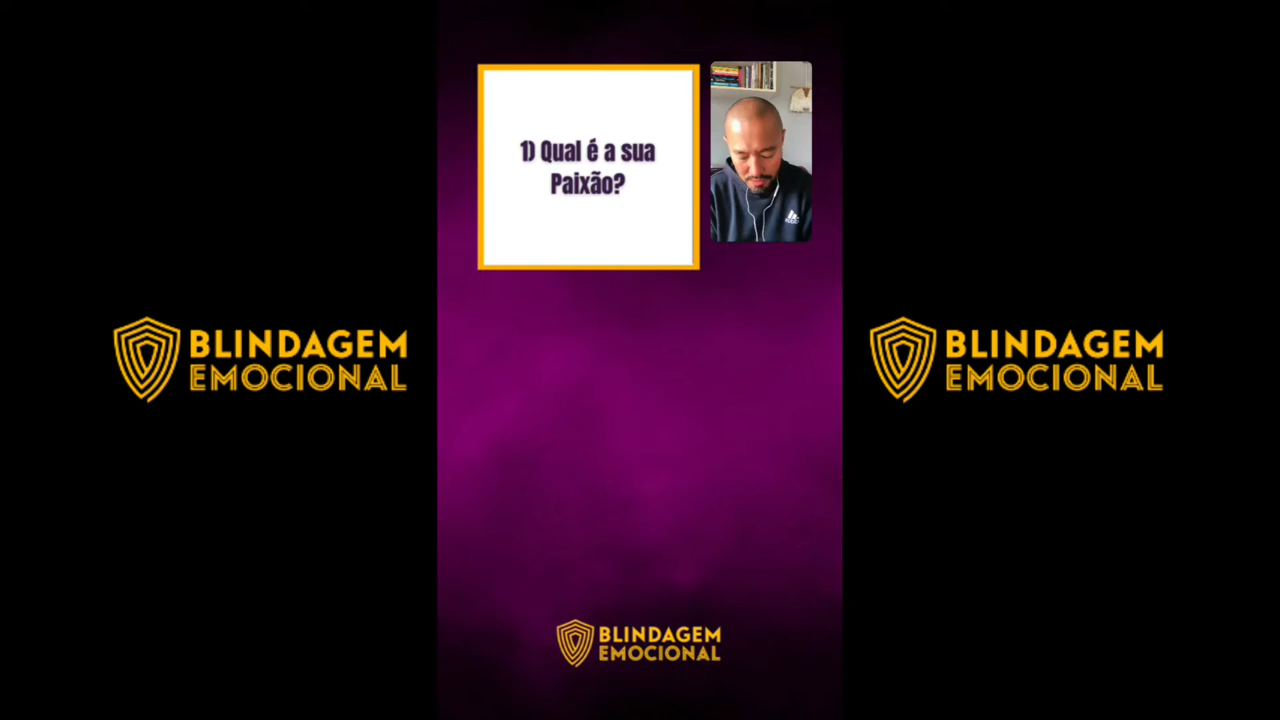 1) Qual é a sua
Paixão?
BLINDAGEM
EMOCIONAL
BLINDAGEM
EMOCIONAL
BLINDAGEM
EMOCIONAL